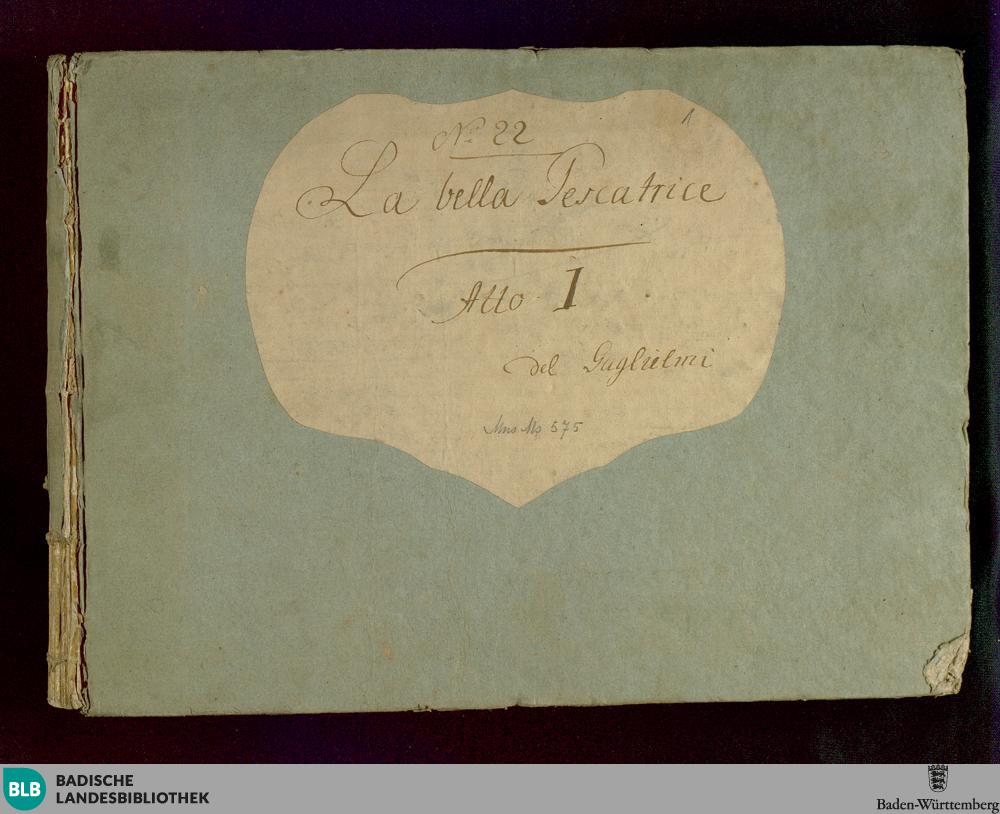 No. 22
1
La bella Pescatrice
Atto I
del Guglielmi
Mus. Ms. 575
BLB
BADISCHE
LANDESBIBLIOTHEK
Baden-Württemberg